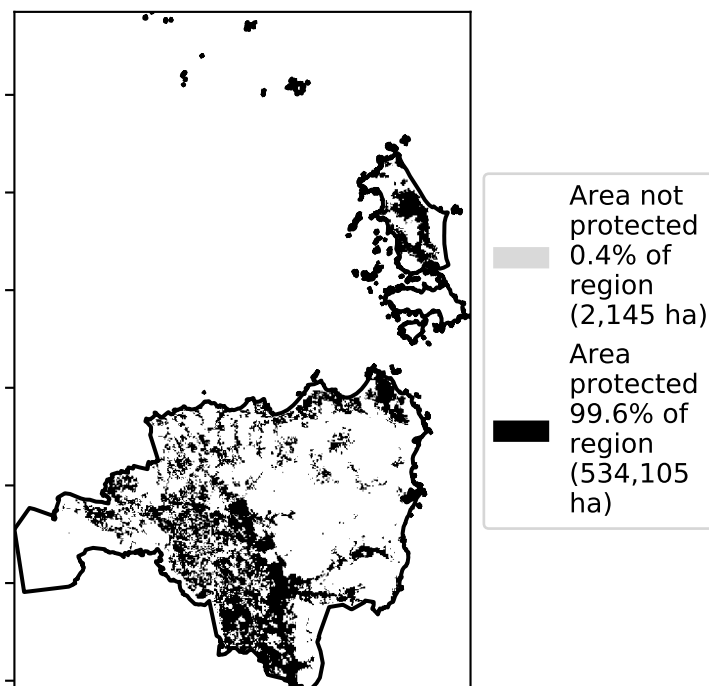 Area not
protected
0.4% of
region
(2,145 ha)
Area
protected
99.6% of
region
(534,105
ha)